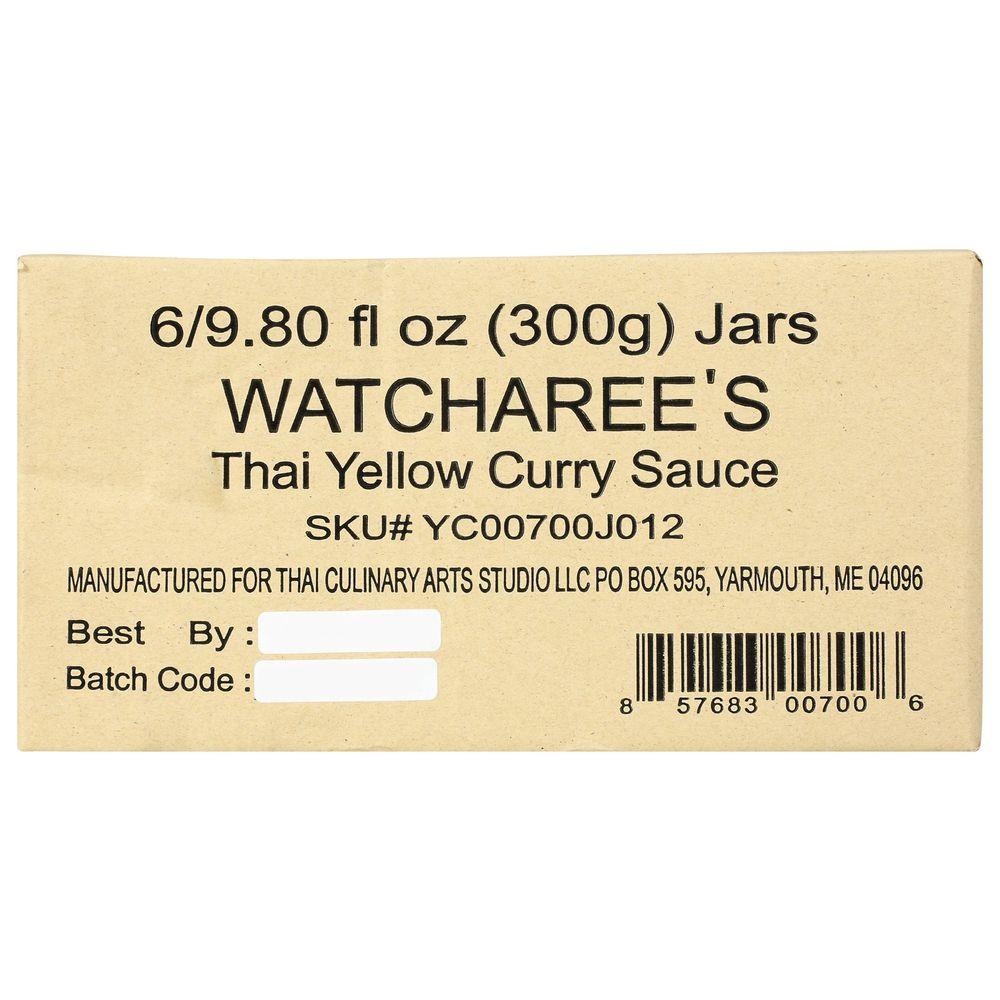 6/9.80 fl oz (300g) Jars
WATCHAREE'S
Thai Yellow Curry Sauce
SKU# YC00700J012
MANUFACTURED FOR THAI CULINARY ARTS STUDIO LLC PO BOX 595, YARMOUTH, ME 04096
Best By :
Batch Code :
8 57683 00700 6